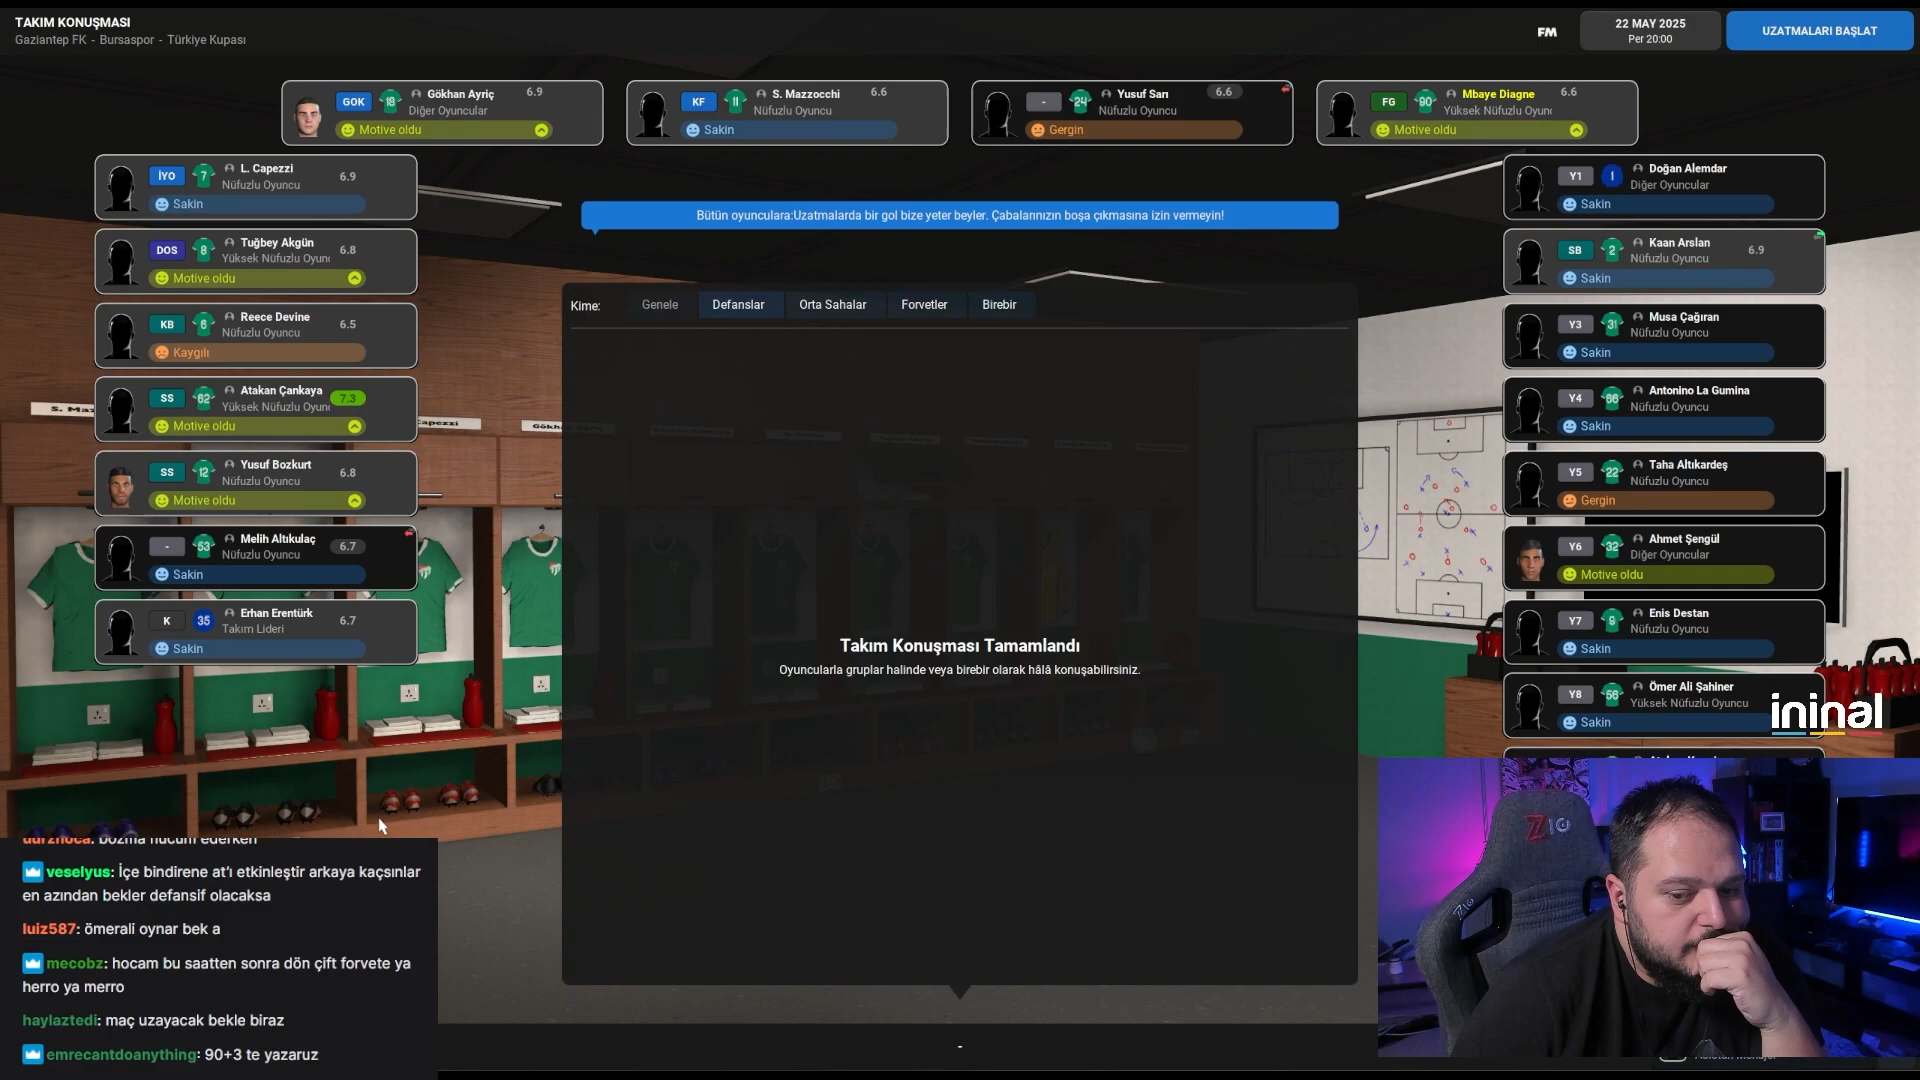 TAKIM KONUŞMASI
Gaziantep FK - Bursaspor - Türkiye Kupası
FM
22 MAY 2025
Per 20:00
UZATMALARI BAŞLAT
GOK 18 Gökhan Ayriç 6.9
Diğer Oyuncular
Motive oldu
KF 11 S. Mazzocchi 6.6
Nüfuzlu Oyuncu
Sakin
- 24 Yusuf Sarı 6.6
Nüfuzlu Oyuncu
Gergin
FG 90 Mbaye Diagne 6.6
Yüksek Nüfuzlu Oyunc
Motive oldu
İYO 7 L. Capezzi 6.9
Nüfuzlu Oyuncu
Sakin
DOS 8 Tuğbey Akgün 6.8
Yüksek Nüfuzlu Oyun
Motive oldu
KB 6 Reece Devine 6.5
Nüfuzlu Oyuncu
Kaygılı
SS 62 Atakan Çankaya 7.3
Yüksek Nüfuzlu Oyun
Motive oldu
SS 12 Yusuf Bozkurt 6.8
Nüfuzlu Oyuncu
Motive oldu
- 53 Melih Altıkulaç 6.7
Nüfuzlu Oyuncu
Sakin
K 35 Erhan Erentürk 6.7
Takım Lideri
Sakin
Bütün oyunculara:Uzatmalarda bir gol bize yeter beyler. Çabalarınızın boşa çıkmasına izin vermeyin!
Kime: Genele Defanslar Orta Sahalar Forvetler Birebir
Takım Konuşması Tamamlandı
Oyuncularla gruplar halinde veya birebir olarak hâlâ konuşabilirsiniz.
-
Y1 1 Doğan Alemdar
Diğer Oyuncular
Sakin
SB 2 Kaan Arslan 6.9
Nüfuzlu Oyuncu
Sakin
Y3 31 Musa Çağıran
Nüfuzlu Oyuncu
Sakin
Y4 66 Antonino La Gumina
Nüfuzlu Oyuncu
Sakin
Y5 22 Taha Altıkardeş
Nüfuzlu Oyuncu
Gergin
Y6 32 Ahmet Şengül
Diğer Oyuncular
Motive oldu
Y7 9 Enis Destan
Nüfuzlu Oyuncu
Sakin
Y8 56 Ömer Ali Şahiner
Yüksek Nüfuzlu Oyuncu
Sakin
ininal
bozma hücum ederken
veselyus: İçe bindirene at'ı etkinleştir arkaya kaçsınlar
en azından bekler defansif olacaksa
luiz587: ömerali oynar bek a
mecobz: hocam bu saatten sonra dön çift forvete ya
herro ya merro
haylaztedi: maç uzayacak bekle biraz
emrecantdoanything: 90+3 te yazaruz